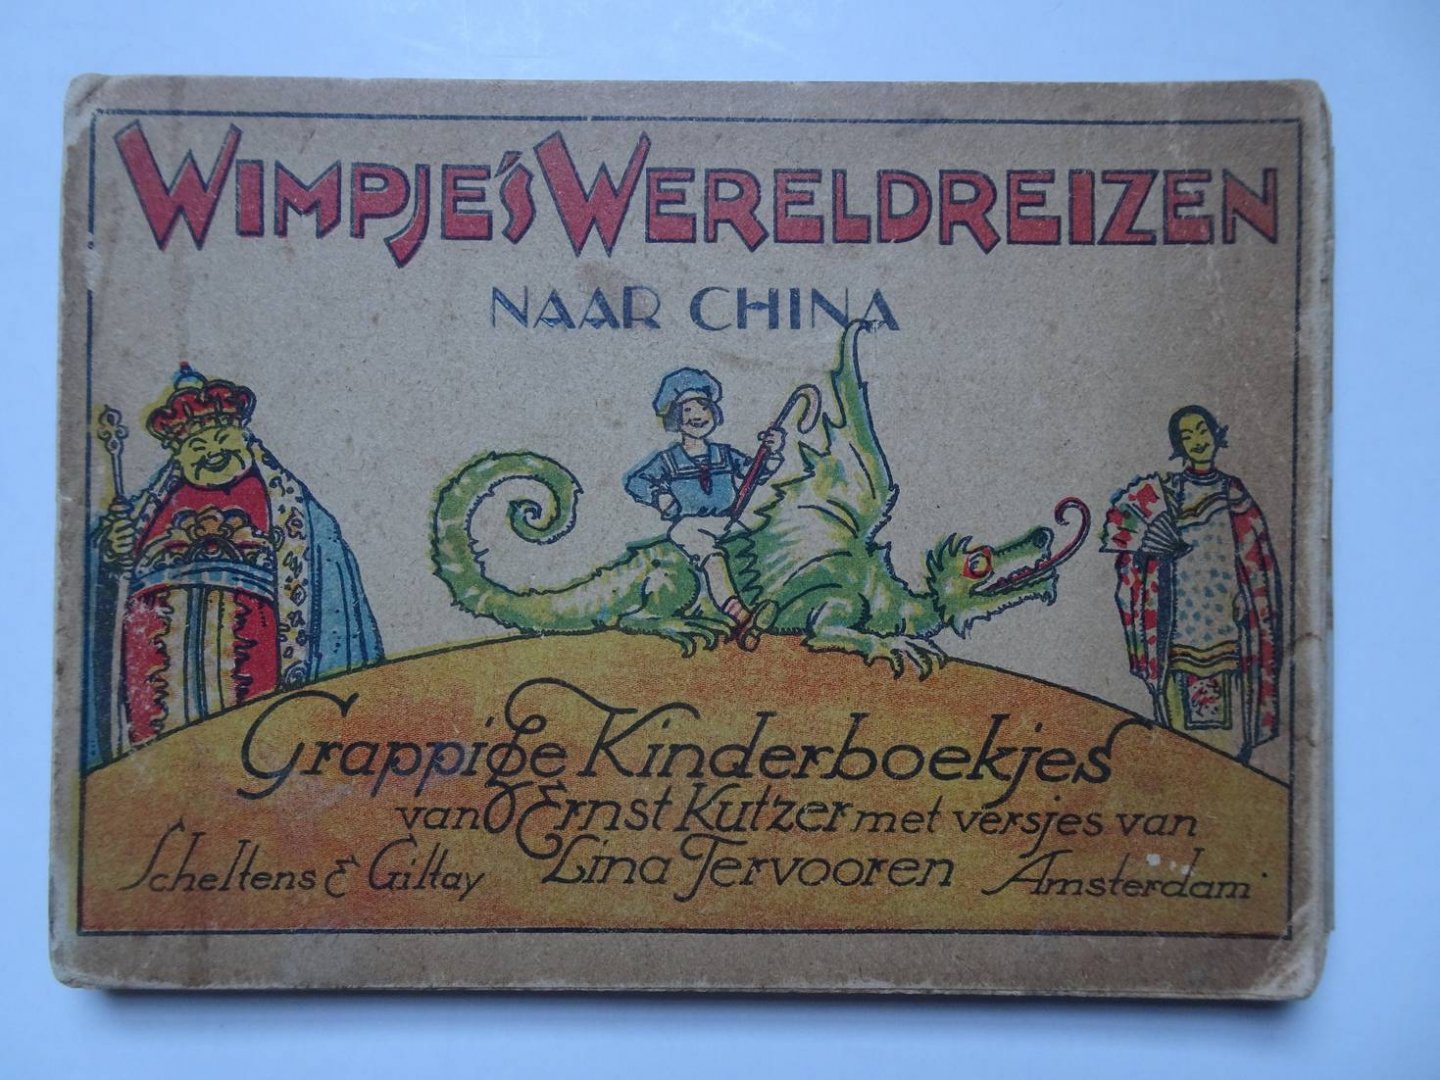 WIMPJE'S WERELDREIZEN
NAAR CHINA
Grappige Kinderboekjes
van Ernst Kutzer met versjes van
Scheltens & Giltay Lina Tervooren Amsterdam